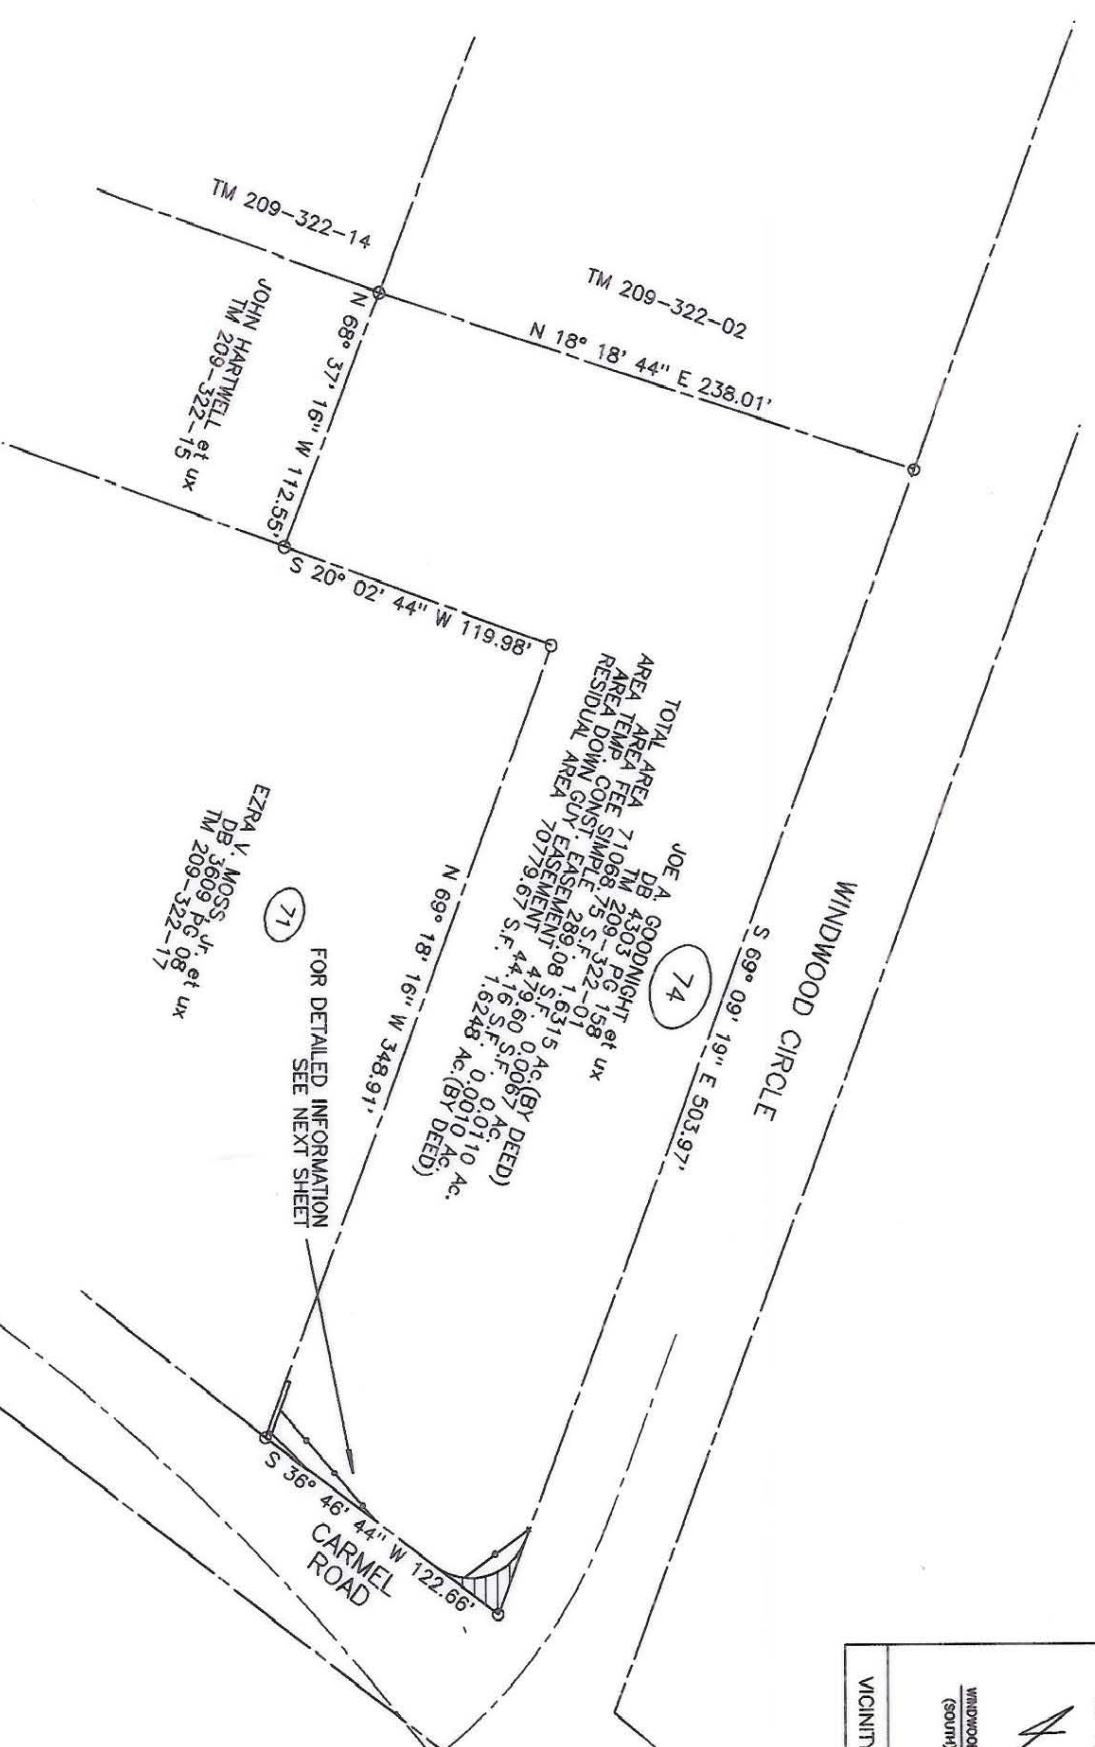 TM 209-322-14
TM 209-322-02
N 18° 18' 44" E 238.01'
N 68° 37' 16" W 112.55'
JOHN HARTWELL et ux
TM 209-322-15
S 20° 02' 44" W 119.98'
WINDWOOD CIRCLE
S 69° 09' 19" E 503.97'
74
JOE A. GOODNIGHT et ux
DB 4303 PG 158
TM 209-322-01
TOTAL AREA 71068.75 S.F. 1.6315 Ac.(BY DEED)
AREA FEE SIMPLE 289.08 S.F. 0.0067 Ac.
AREA TEMP. CONST. EASEMENT 479.60 S.F. 0.0110 Ac.
AREA DOWN GUY. EASEMENT 44.16 S.F. 0.0010 Ac.
RESIDUAL AREA 70779.67 S.F. 1.6248 Ac.(BY DEED)
N 69° 18' 16" W 348.91'
EZRA V. MOSS Jr. et ux
DB 3609 PG 08
TM 209-322-17
71
FOR DETAILED INFORMATION
SEE NEXT SHEET
S 36° 46' 44" W 122.66'
CARMEL
ROAD
(SOUTH)